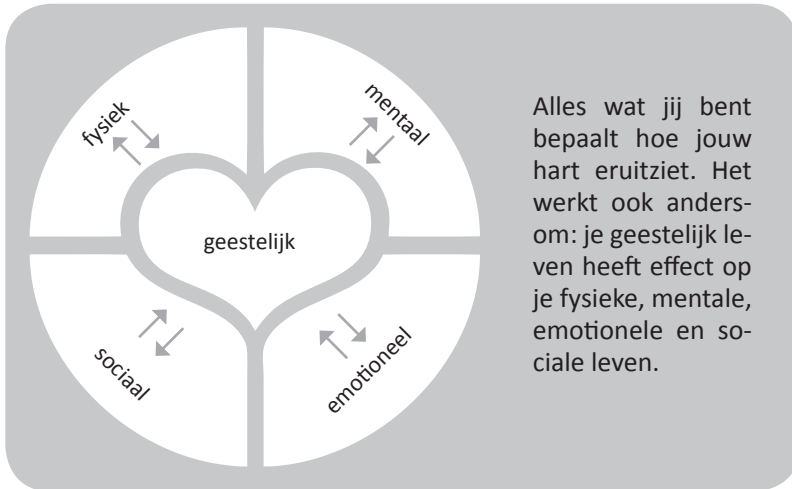 fysiek
mentaal
geestelijk
sociaal
emotioneel
Alles wat jij bent
bepaalt hoe jouw
hart eruitziet. Het
werkt ook anders-
om: je geestelijk le-
ven heeft effect op
je fysieke, mentale,
emotionele en so-
ciale leven.